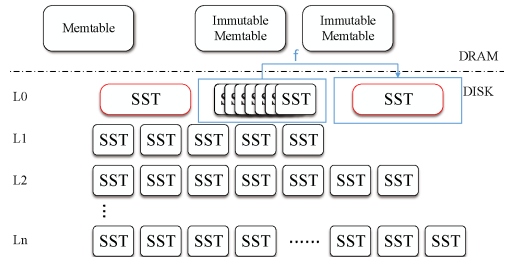 Memtable
Immutable
Memtable
Immutable
Memtable
f
DRAM
DISK
L0
SST
SST
SST
L1
SST SST SST SST SST
L2
SST SST SST SST SST SST SST
⋮
Ln
SST SST SST SST ...... SST SST SST